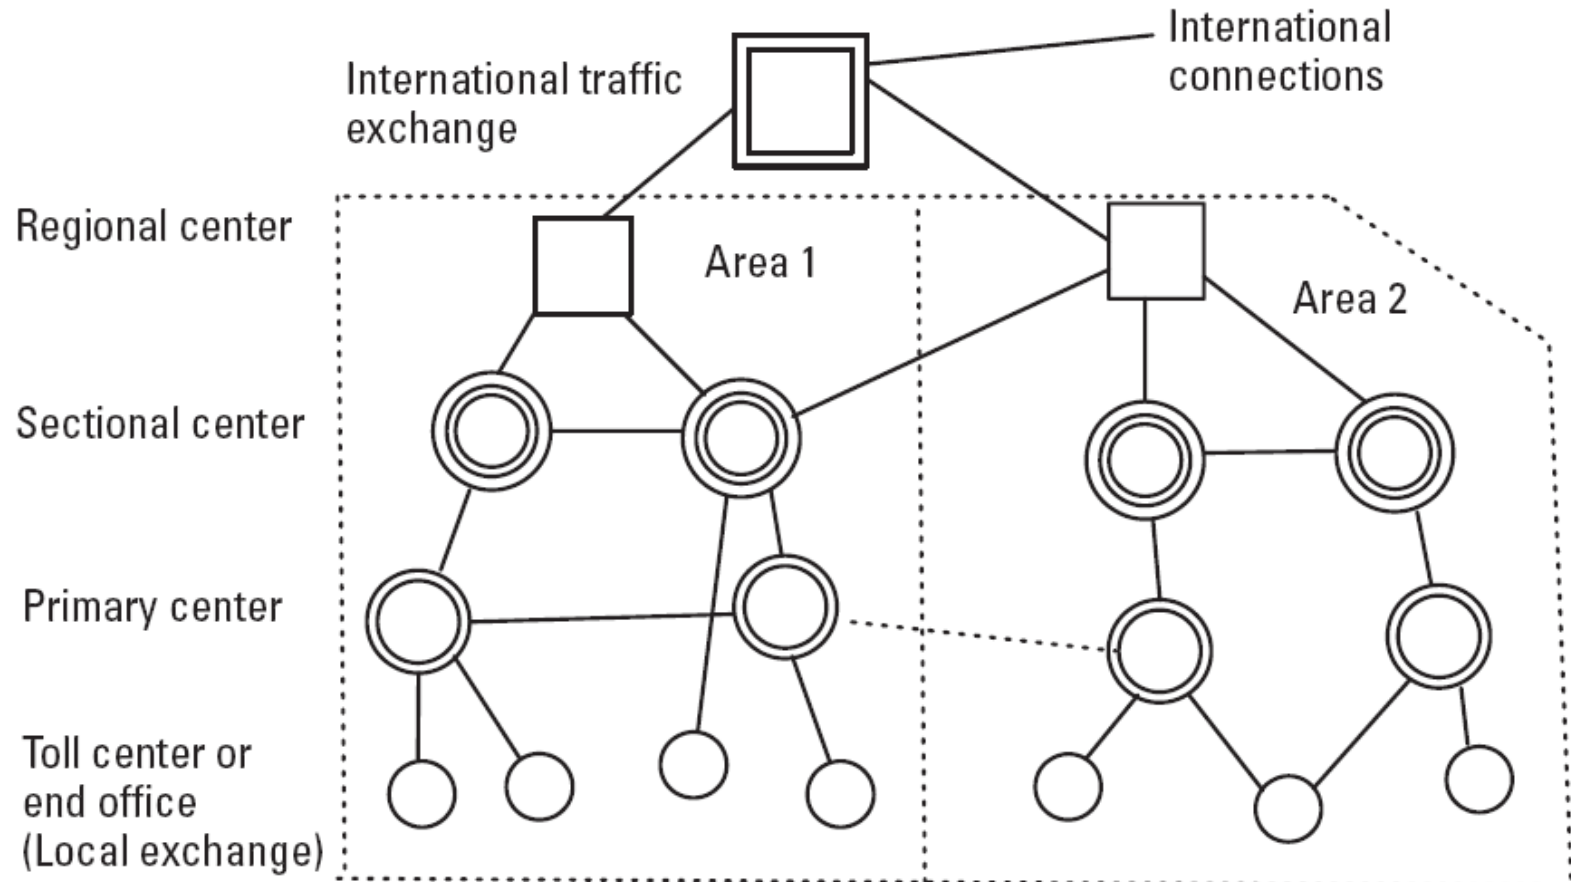 International
connections
International traffic
exchange
Regional center
Area 1
Area 2
Sectional center
Primary center
Toll center or
end office
(Local exchange)